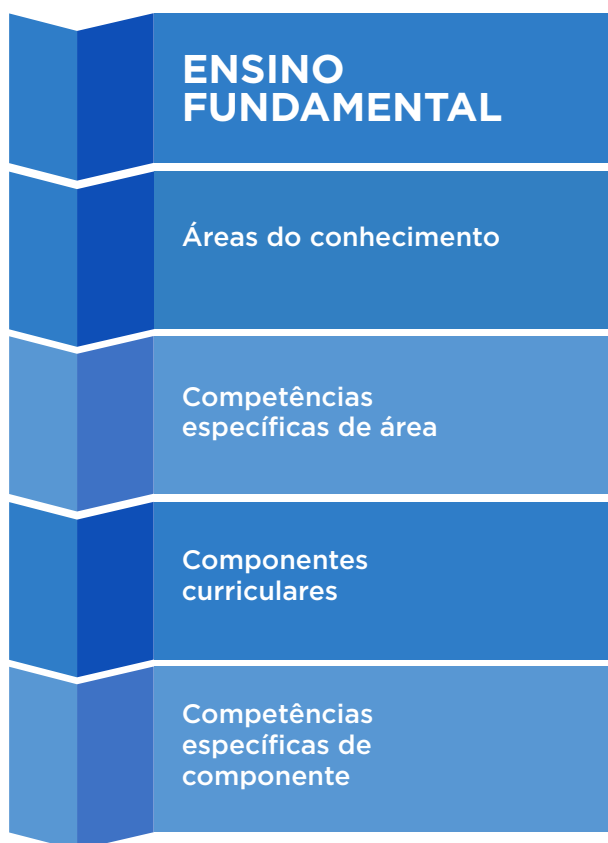 ENSINO
FUNDAMENTAL
Áreas do conhecimento
Competências
específicas de área
Componentes
curriculares
Competências
específicas de
componente